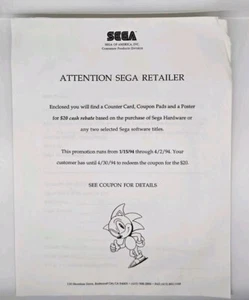 SEGA
SEGA OF AMERICA, INC.
Consumer Products Division
ATTENTION SEGA RETAILER
Enclosed you will find a Counter Card, Coupon Pads and a Poster
for $20 cash rebate based on the purchase of Sega Hardware or
any two selected Sega software titles.
This promotion runs from 1/15/94 through 4/2/94. Your
customer has until 4/30/94 to redeem the coupon for the $20.
SEE COUPON FOR DETAILS